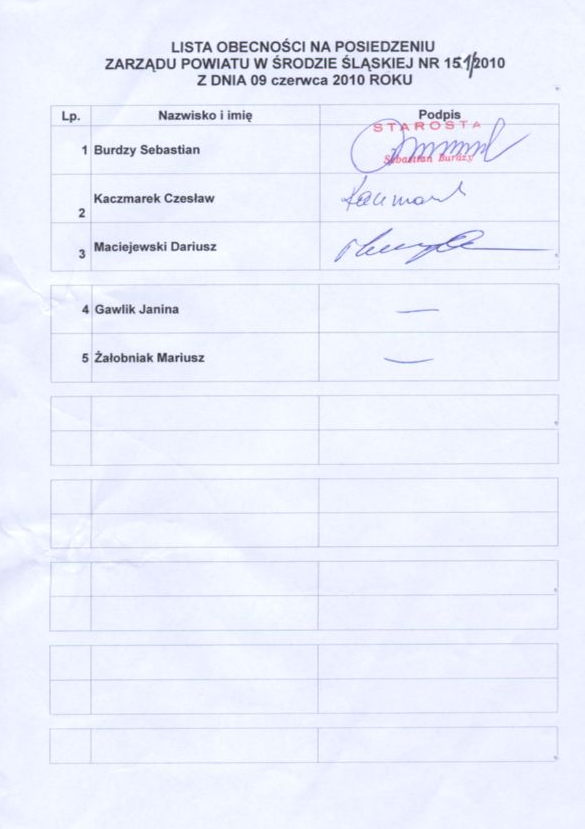 LISTA OBECNOŚCI NA POSIEDZENIU
ZARZĄDU POWIATU W ŚRODZIE ŚLĄSKIEJ NR 151/2010
Z DNIA 09 czerwca 2010 ROKU
Lp. Nazwisko i imię Podpis
1 Burdzy Sebastian STAROSTA
Sebastian Burdzy
2 Kaczmarek Czesław Kaczmarek
3 Maciejewski Dariusz
4 Gawlik Janina —
5 Żałobniak Mariusz —